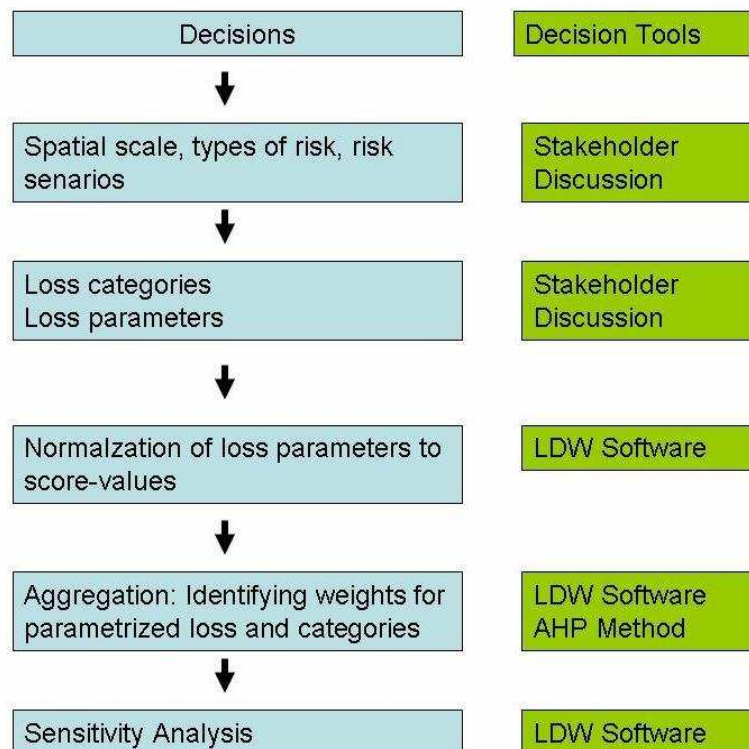 Decisions
Decision Tools
Spatial scale, types of risk, risk
senarios
Stakeholder
Discussion
Loss categories
Loss parameters
Stakeholder
Discussion
Normalzation of loss parameters to
score-values
LDW Software
Aggregation: Identifying weights for
parametrized loss and categories
LDW Software
AHP Method
Sensitivity Analysis
LDW Software